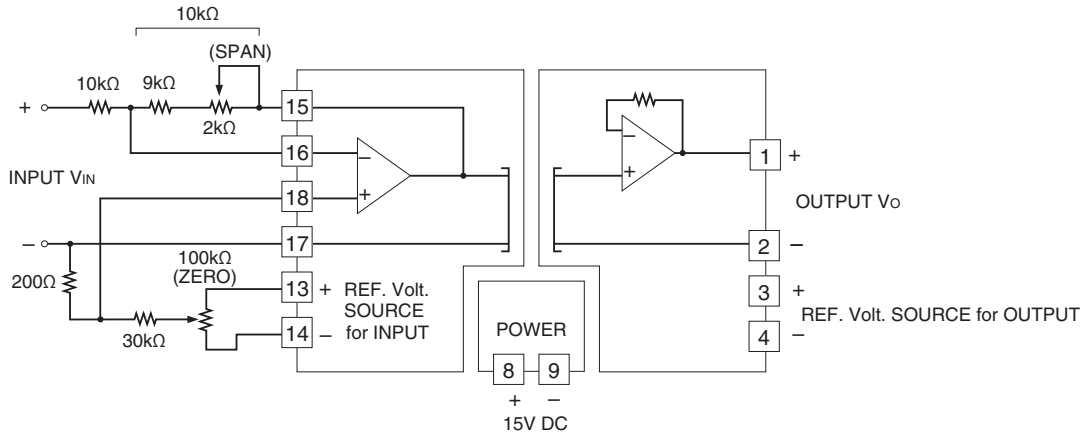 10kΩ
(SPAN)
10kΩ
9kΩ
2kΩ
+
15
16
18
17
13
14
−
+
INPUT VIN
−
200Ω
100kΩ
(ZERO)
30kΩ
+
−
REF. Volt.
SOURCE
for INPUT
POWER
8
9
+
−
15V DC
−
+
1
+
OUTPUT VO
2
−
3
+
REF. Volt. SOURCE for OUTPUT
4
−